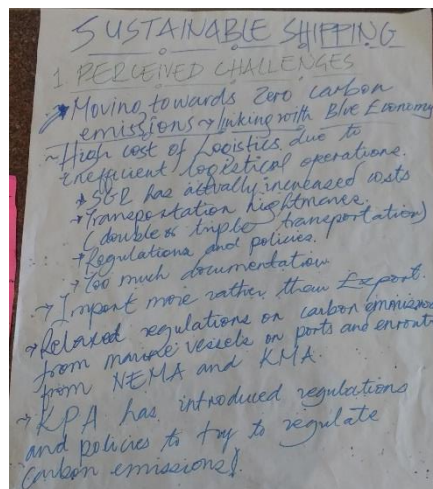 SUSTAINABLE SHIPPING
1 PERCEIVED CHALLENGES
→ Moving towards zero carbon
emissions → linking with Blue Economy
~ High cost of Logistics due to
inefficient logistical operations.
→ SGR has actually increased costs
→ Transportation nightmares.
(double or triple transportation)
→ Regulations and policies.
→ Too much documentation
→ Import more rather than Export.
→ Relaxed regulations on carbon emmissions
from marine vessels on ports and enroute
from NEMA and KMA.
→ KPA has introduced regulations
and policies to try to regulate
carbon emissions!